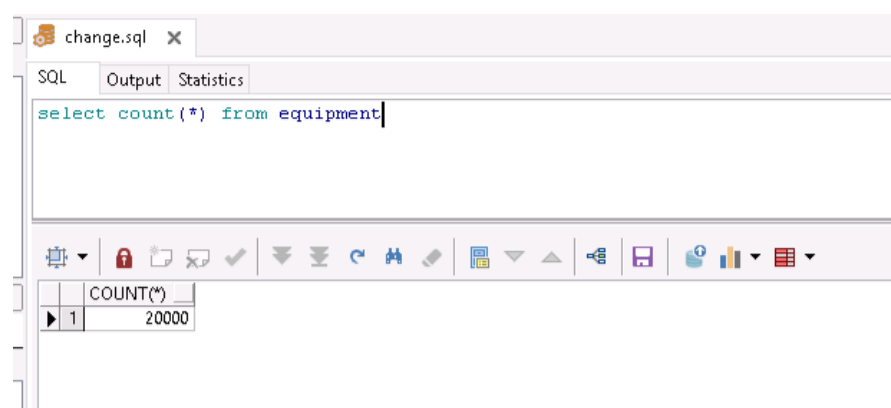 change.sql
SQL Output Statistics
select count(*) from equipment
COUNT(*)
1 20000